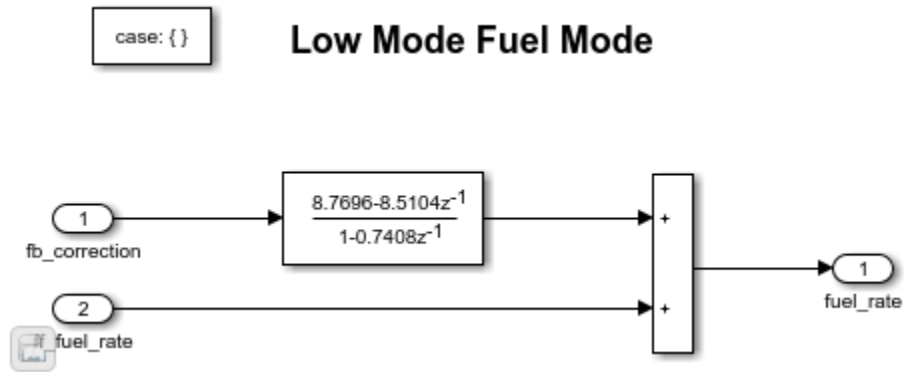 case: { }
Low Mode Fuel Mode
8.7696-8.5104z-1
1-0.7408z-1
1
fb_correction
2
fuel_rate
+
+
1
fuel_rate